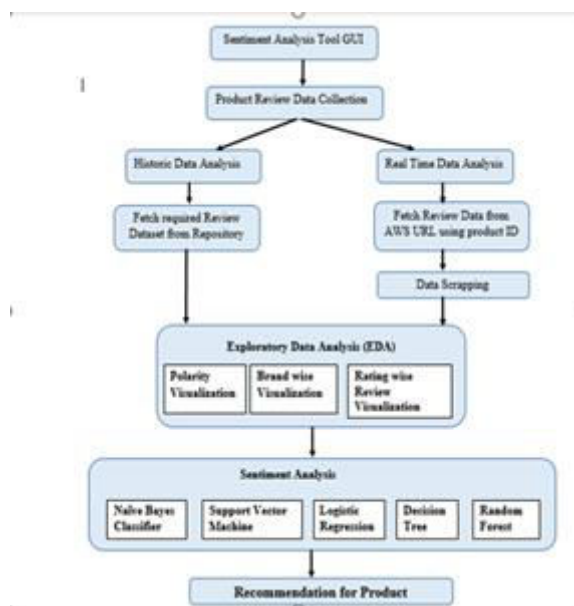 Sentiment Analysis Tool GUI
Product Review Data Collection
Historic Data Analysis
Real Time Data Analysis
Fetch required Review
Dataset from Repository
Fetch Review Data from
AWS URL using product ID
Data Scrapping
Exploratory Data Analysis (EDA)
Polarity
Visualization
Brand wise
Visualization
Rating wise
Review
Visualization
Sentiment Analysis
Naïve Bayes
Classifier
Support Vector
Machine
Logistic
Regression
Decision
Tree
Random
Forest
Recommendation for Product